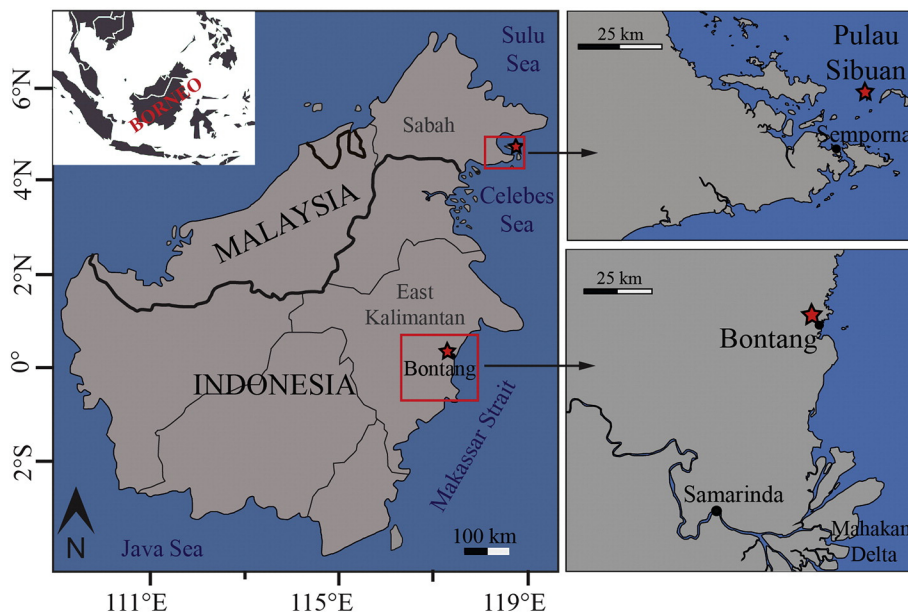 BORNEO
Sulu
Sea
Sabah
Celebes
Sea
MALAYSIA
East
Kalimantan
Bontang
INDONESIA
Makassar Strait
Java Sea
N
100 km
6°N
4°N
2°N
0°
2°S
111°E
115°E
119°E
25 km
Pulau
Sibuan
Semporna
25 km
Bontang
Samarinda
Mahakan
Delta